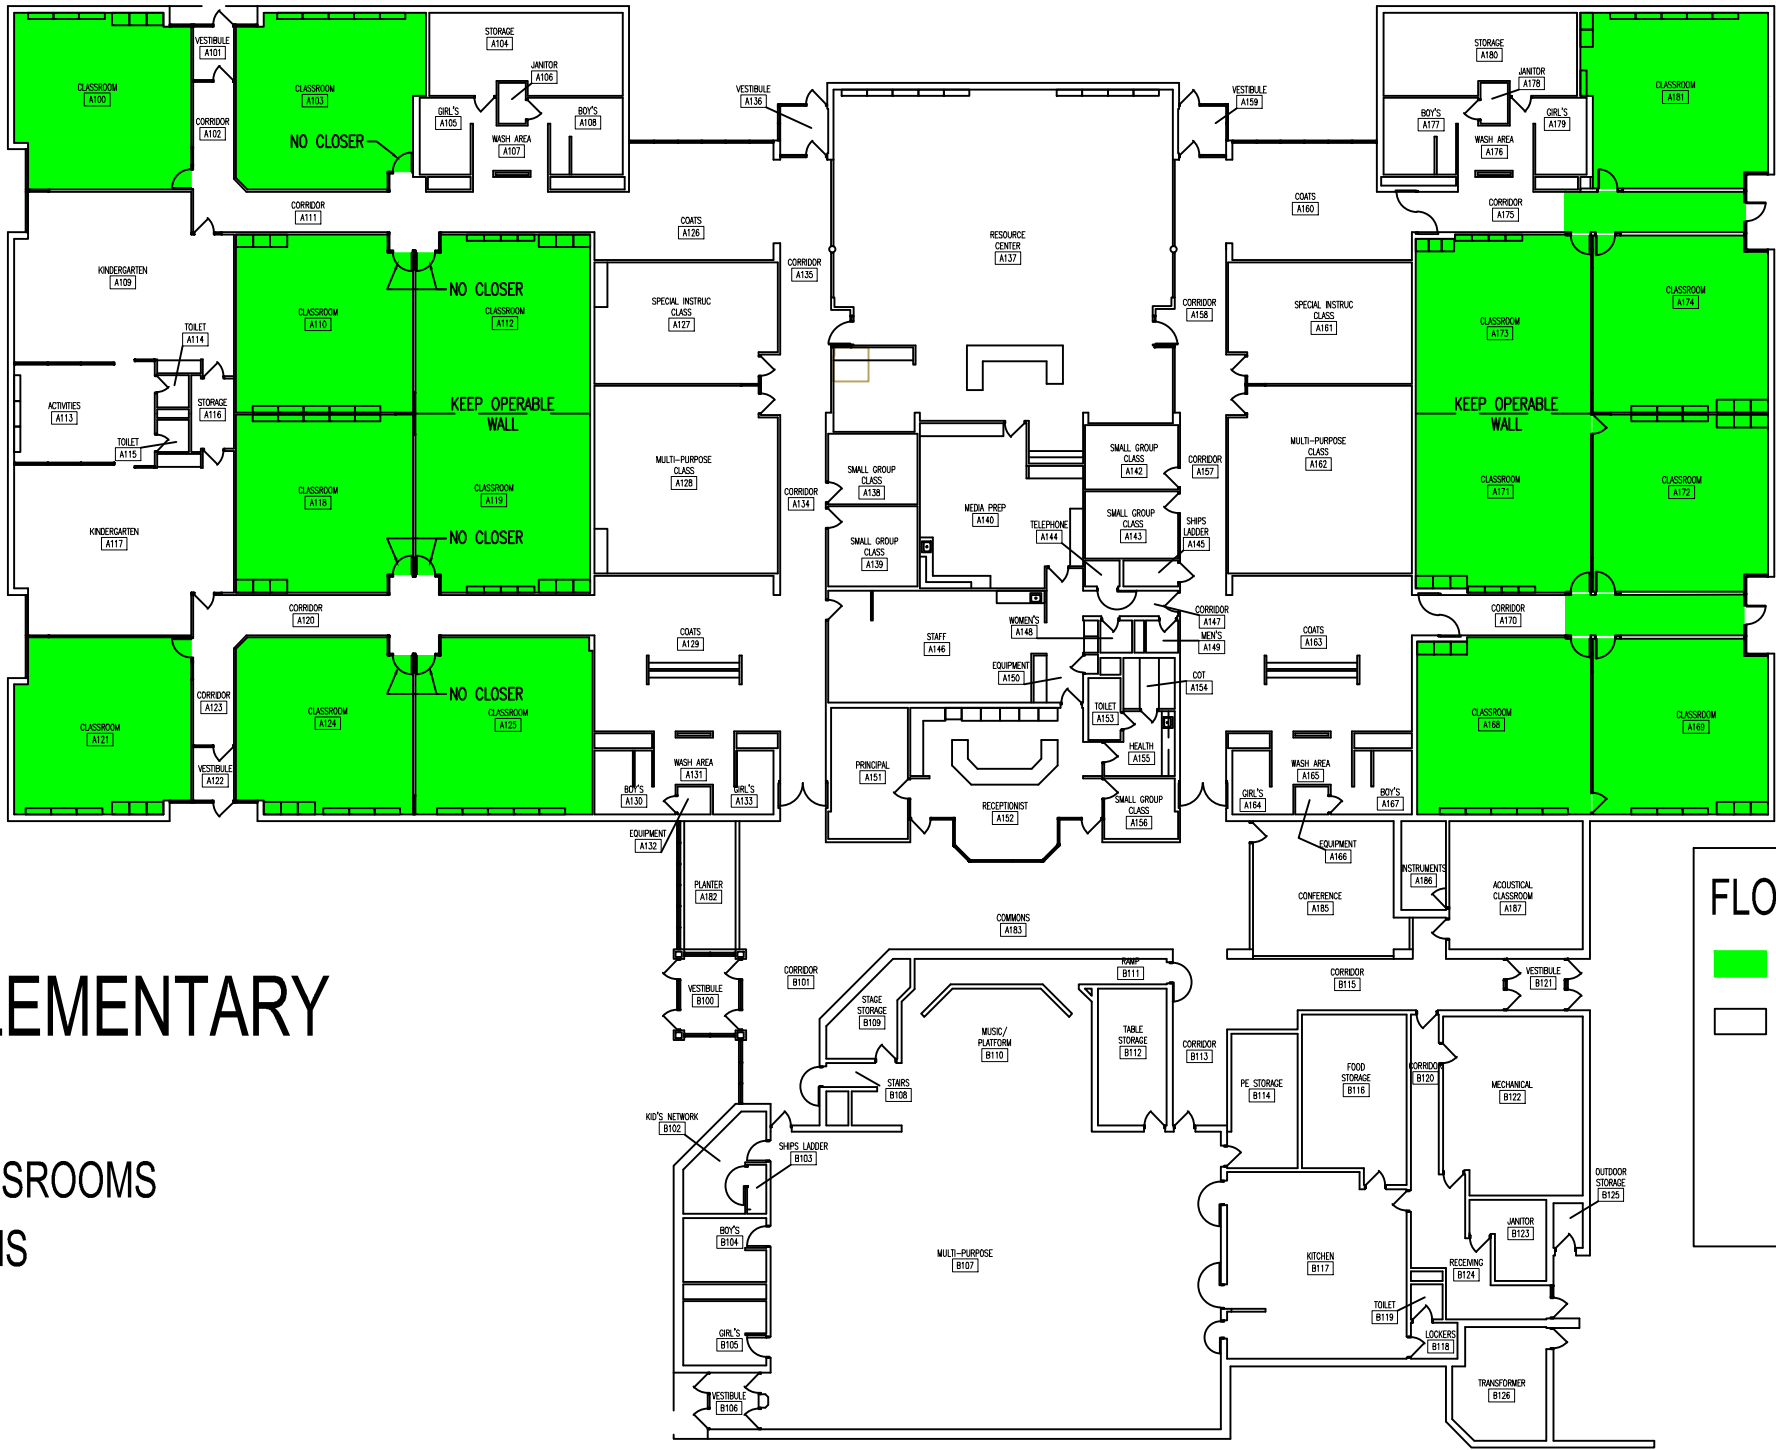 VESTIBULE
A101
CLASSROOM
A100
CLASSROOM
A103
CORRIDOR
A102
NO CLOSER
STORAGE
A104
JANITOR
A106
GIRL'S
A105
BOY'S
A108
WASH AREA
A107
VESTIBULE
A136
VESTIBULE
A159
STORAGE
A180
JANITOR
A178
BOY'S
A177
GIRL'S
A179
WASH AREA
A176
CLASSROOM
A181
CORRIDOR
A111
COATS
A126
RESOURCE
CENTER
A137
COATS
A160
CORRIDOR
A175
KINDERGARTEN
A109
CLASSROOM
A110
NO CLOSER
CLASSROOM
A112
SPECIAL INSTRUC
CLASS
A127
CORRIDOR
A135
CORRIDOR
A158
SPECIAL INSTRUC
CLASS
A161
CLASSROOM
A173
CLASSROOM
A174
TOILET
A114
ACTIVITIES
A113
STORAGE
A116
TOILET
A115
KEEP OPERABLE
WALL
KEEP OPERABLE
WALL
MULTI-PURPOSE
CLASS
A128
CORRIDOR
A134
SMALL GROUP
CLASS
A138
SMALL GROUP
CLASS
A142
CORRIDOR
A157
MULTI-PURPOSE
CLASS
A162
CLASSROOM
A118
CLASSROOM
A119
CLASSROOM
A171
CLASSROOM
A172
KINDERGARTEN
A117
NO CLOSER
SMALL GROUP
CLASS
A139
MEDIA PREP
A140
TELEPHONE
A144
SMALL GROUP
CLASS
A143
SHIPS
LADDER
A145
CORRIDOR
A120
COATS
A129
STAFF
A146
WOMEN'S
A148
CORRIDOR
A147
MEN'S
A149
COATS
A163
CORRIDOR
A170
EQUIPMENT
A150
COT
A154
CORRIDOR
A123
NO CLOSER
CLASSROOM
A121
CLASSROOM
A124
CLASSROOM
A125
TOILET
A153
HEALTH
A155
CLASSROOM
A168
CLASSROOM
A169
VESTIBULE
A122
WASH AREA
A131
BOY'S
A130
GIRL'S
A133
PRINCIPAL
A151
RECEPTIONIST
A152
SMALL GROUP
CLASS
A156
WASH AREA
A165
GIRL'S
A164
BOY'S
A167
EQUIPMENT
A132
EQUIPMENT
A166
PLANTER
A182
COMMONS
A183
CONFERENCE
A185
INSTRUMENTS
A186
ACOUSTICAL
CLASSROOM
A187
FLO
LEMENTARY
SROOMS
CORRIDOR
B101
VESTIBULE
B100
RAMP
B111
CORRIDOR
B115
VESTIBULE
B121
STAGE
STORAGE
B109
MUSIC/
PLATFORM
B110
TABLE
STORAGE
B112
CORRIDOR
B113
STAIRS
B108
PE STORAGE
B114
FOOD
STORAGE
B116
CORRIDOR
B120
MECHANICAL
B122
KID'S NETWORK
B102
SHIPS LADDER
B103
OUTDOOR
STORAGE
B125
BOY'S
B104
MULTI-PURPOSE
B107
KITCHEN
B117
JANITOR
B123
RECEIVING
B124
GIRL'S
B105
TOILET
B119
LOCKERS
B118
VESTIBULE
B106
TRANSFORMER
B126